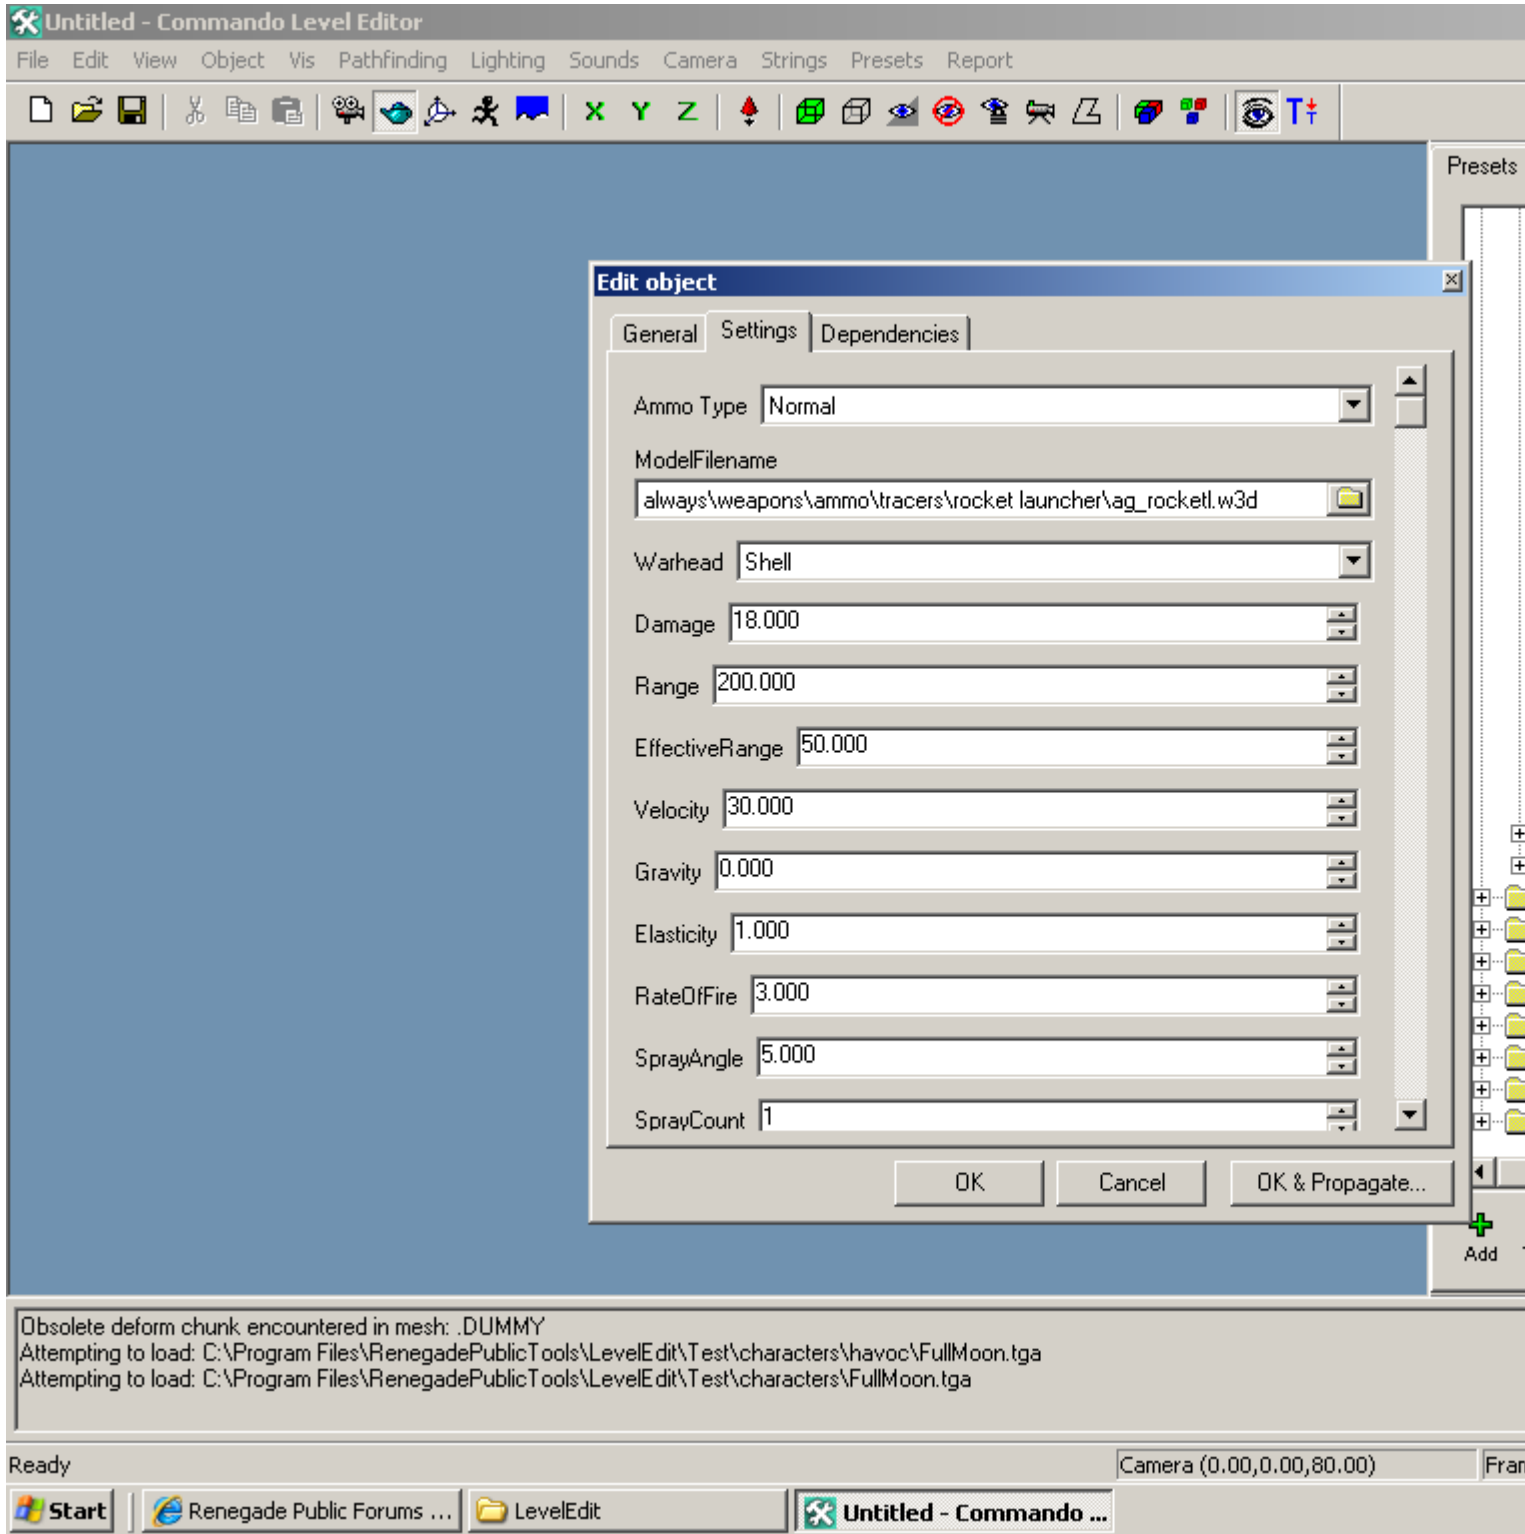 Untitled - Commando Level Editor
File Edit View Object Vis Pathfinding Lighting Sounds Camera Strings Presets Report
X Y Z T
Presets
Edit object
General Settings Dependencies
Ammo Type Normal
ModelFilename
always\weapons\ammo\tracers\rocket launcher\ag_rocketl.w3d
Warhead Shell
Damage 18.000
Range 200.000
EffectiveRange 50.000
Velocity 30.000
Gravity 0.000
Elasticity 1.000
RateOfFire 3.000
SprayAngle 5.000
SprayCount 1
OK Cancel OK & Propagate...
Add
Obsolete deform chunk encountered in mesh: .DUMMY
Attempting to load: C:\Program Files\RenegadePublicTools\LevelEdit\Test\characters\havoc\FullMoon.tga
Attempting to load: C:\Program Files\RenegadePublicTools\LevelEdit\Test\characters\FullMoon.tga
Ready Camera (0.00,0.00,80.00)
Start Renegade Public Forums ... LevelEdit Untitled - Commando ...